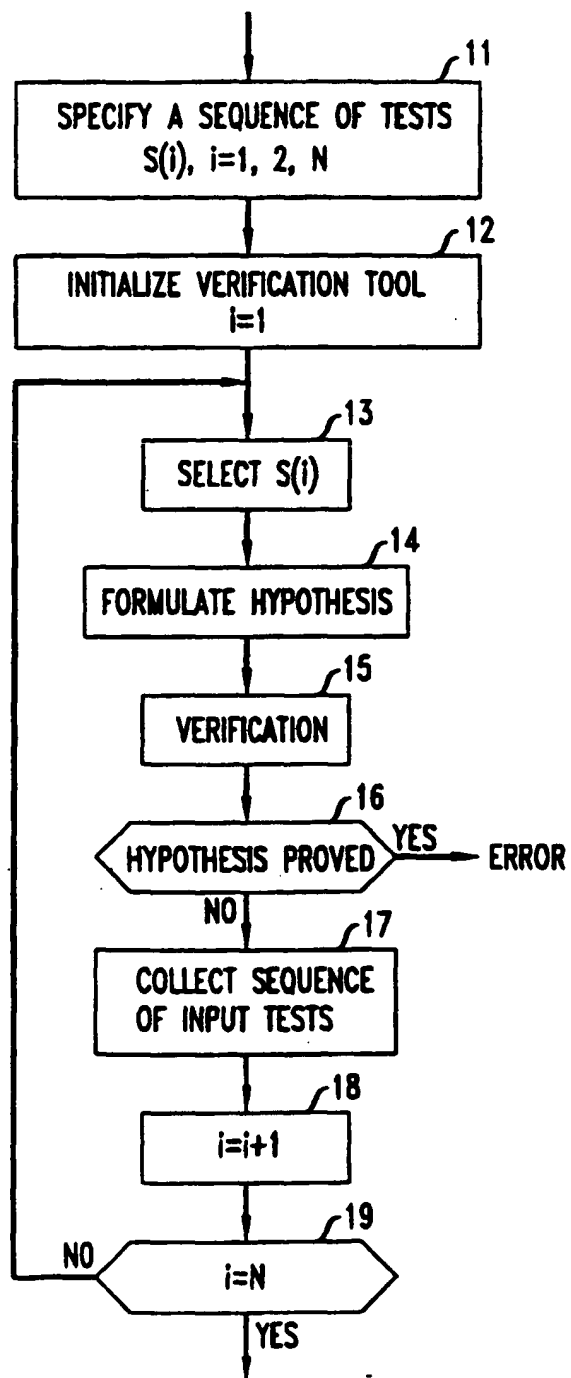 11
SPECIFY A SEQUENCE OF TESTS
S(i), i=1, 2, N
12
INITIALIZE VERIFICATION TOOL
i=1
13
SELECT S(i)
14
FORMULATE HYPOTHESIS
15
VERIFICATION
16
HYPOTHESIS PROVED
YES
ERROR
NO
17
COLLECT SEQUENCE
OF INPUT TESTS
18
i=i+1
19
NO
i=N
YES